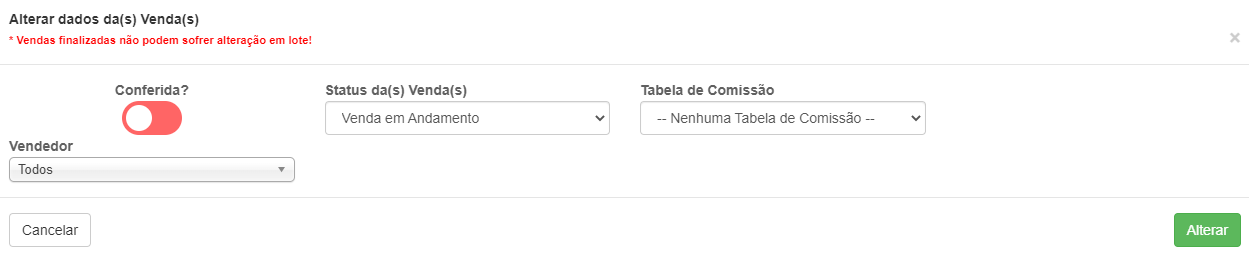 Alterar dados da(s) Venda(s)
* Vendas finalizadas não podem sofrer alteração em lote!
×
Conferida?
Status da(s) Venda(s)
Tabela de Comissão
Venda em Andamento
-- Nenhuma Tabela de Comissão --
Vendedor
Todos
Cancelar
Alterar